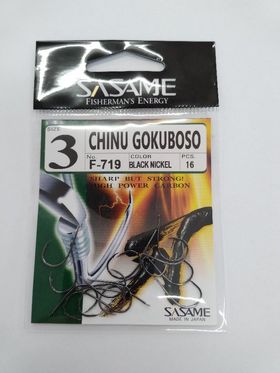 SASAME
FISHERMAN'S ENERGY
SIZE
3
CHINU GOKUBOSO
No. F-719
COLOR BLACK NICKEL
PCS. 16
SHARP BUT STRONG!
HIGH POWER CARBON
SASAME
MADE IN JAPAN